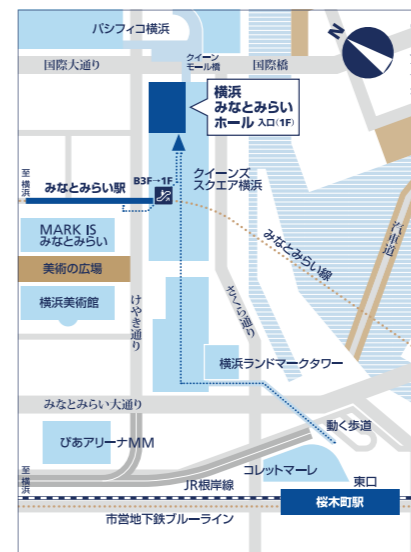 パシフィコ横浜
N
国際大通り
クイーン
モール橋
国際橋
横浜
みなとみらい
ホール 入口(1F)
至 横浜
みなとみらい駅
B3F→1F
クイーンズ
スクエア横浜
MARK IS
みなとみらい
みなとみらい線
汽車道
美術の広場
横浜美術館
けやき通り
さくら通り
横浜ランドマークタワー
みなとみらい大通り
動く歩道
ぴあアリーナMM
コレットマーレ
至 横浜
JR根岸線
東口
桜木町駅
市営地下鉄ブルーライン